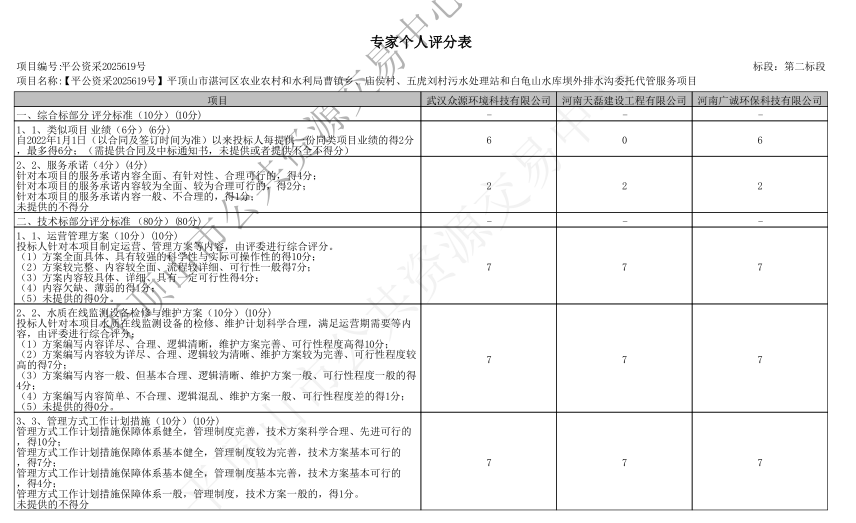 专家个人评分表
项目编号:平公资采2025619号 标段: 第二标段
项目名称:【平公资采2025619号】平顶山市湛河区农业农村和水利局曹镇乡、庙侯村、五虎刘村污水处理站和白龟山水库坝外排水沟委托代管服务项目
项目 武汉众源环境科技有限公司 河南天磊建设工程有限公司 河南广诚环保科技有限公司
一、综合标部分 评分标准（10分）(10分) - - -
1、1、类似项目 业绩（6分）(6分)
自2022年1月1日（以合同及签订时间为准）以来投标人每提供一份同类项目业绩的得2分
，最多得6分；（需提供合同及中标通知书，未提供或者提供不全不得分） 6 0 6
2、2、服务承诺（4分）(4分)
针对本项目的服务承诺内容全面、有针对性、合理可行的，得4分；
针对本项目的服务承诺内容较为全面、较为合理可行的，得2分；
针对本项目的服务承诺内容一般、不合理的，得1分；
未提供的不得分 2 2 2
二、技术标部分评分标准 （80分）(80分) - - -
1、1、运营管理方案（10分）(10分)
投标人针对本项目制定运营、管理方案等内容，由评委进行综合评分。
（1）方案全面具体、具有较强的科学性与实际可操作性的得10分；
（2）方案较完整、内容较全面、流程较详细、可行性一般得7分；
（3）方案内容较具体、详细、具有一定可行性得4分；
（4）内容欠缺、薄弱的得1分；
（5）未提供的得0分。 7 7 7
2、2、水质在线监测设备检修与维护方案（10分）(10分)
投标人针对本项目水质在线监测设备的检修、维护计划科学合理，满足运营期需要等内
容，由评委进行综合评分；
（1）方案编写内容详尽、合理、逻辑清晰，维护方案完善、可行性程度高得10分；
（2）方案编写内容较为详尽、合理、逻辑较为清晰、维护方案较为完善、可行性程度较
高的得7分；
（3）方案编写内容一般、但基本合理、逻辑清晰、维护方案一般、可行性程度一般的得
4分；
（4）方案编写内容简单、不合理、逻辑混乱、维护方案一般、可行性程度差的得1分；
（5）未提供的得0分。 7 7 7
3、3、管理方式工作计划措施（10分）(10分)
管理方式工作计划措施保障体系健全，管理制度完善，技术方案科学合理、先进可行的
，得10分；
管理方式工作计划措施保障体系基本健全，管理制度较为完善，技术方案基本可行的
，得7分；
管理方式工作计划措施保障体系基本健全，管理制度基本完善，技术方案基本可行的
，得4分；
管理方式工作计划措施保障体系一般，管理制度，技术方案一般的，得1分。
未提供的不得分 7 7 7
平顶山市公共资源交易中心
平顶山市公共资源交易中